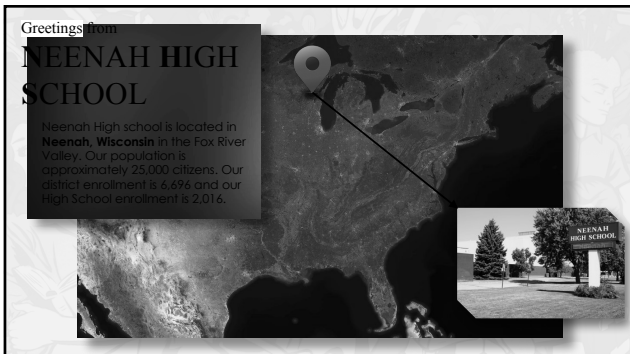 Greetings from
NEENAH HIGH
SCHOOL
Neenah High school is located in
Neenah, Wisconsin in the Fox River
Valley. Our population is
approximately 25,000 citizens. Our
district enrollment is 6,696 and our
High School enrollment is 2,016.
NEENAH
HIGH SCHOOL